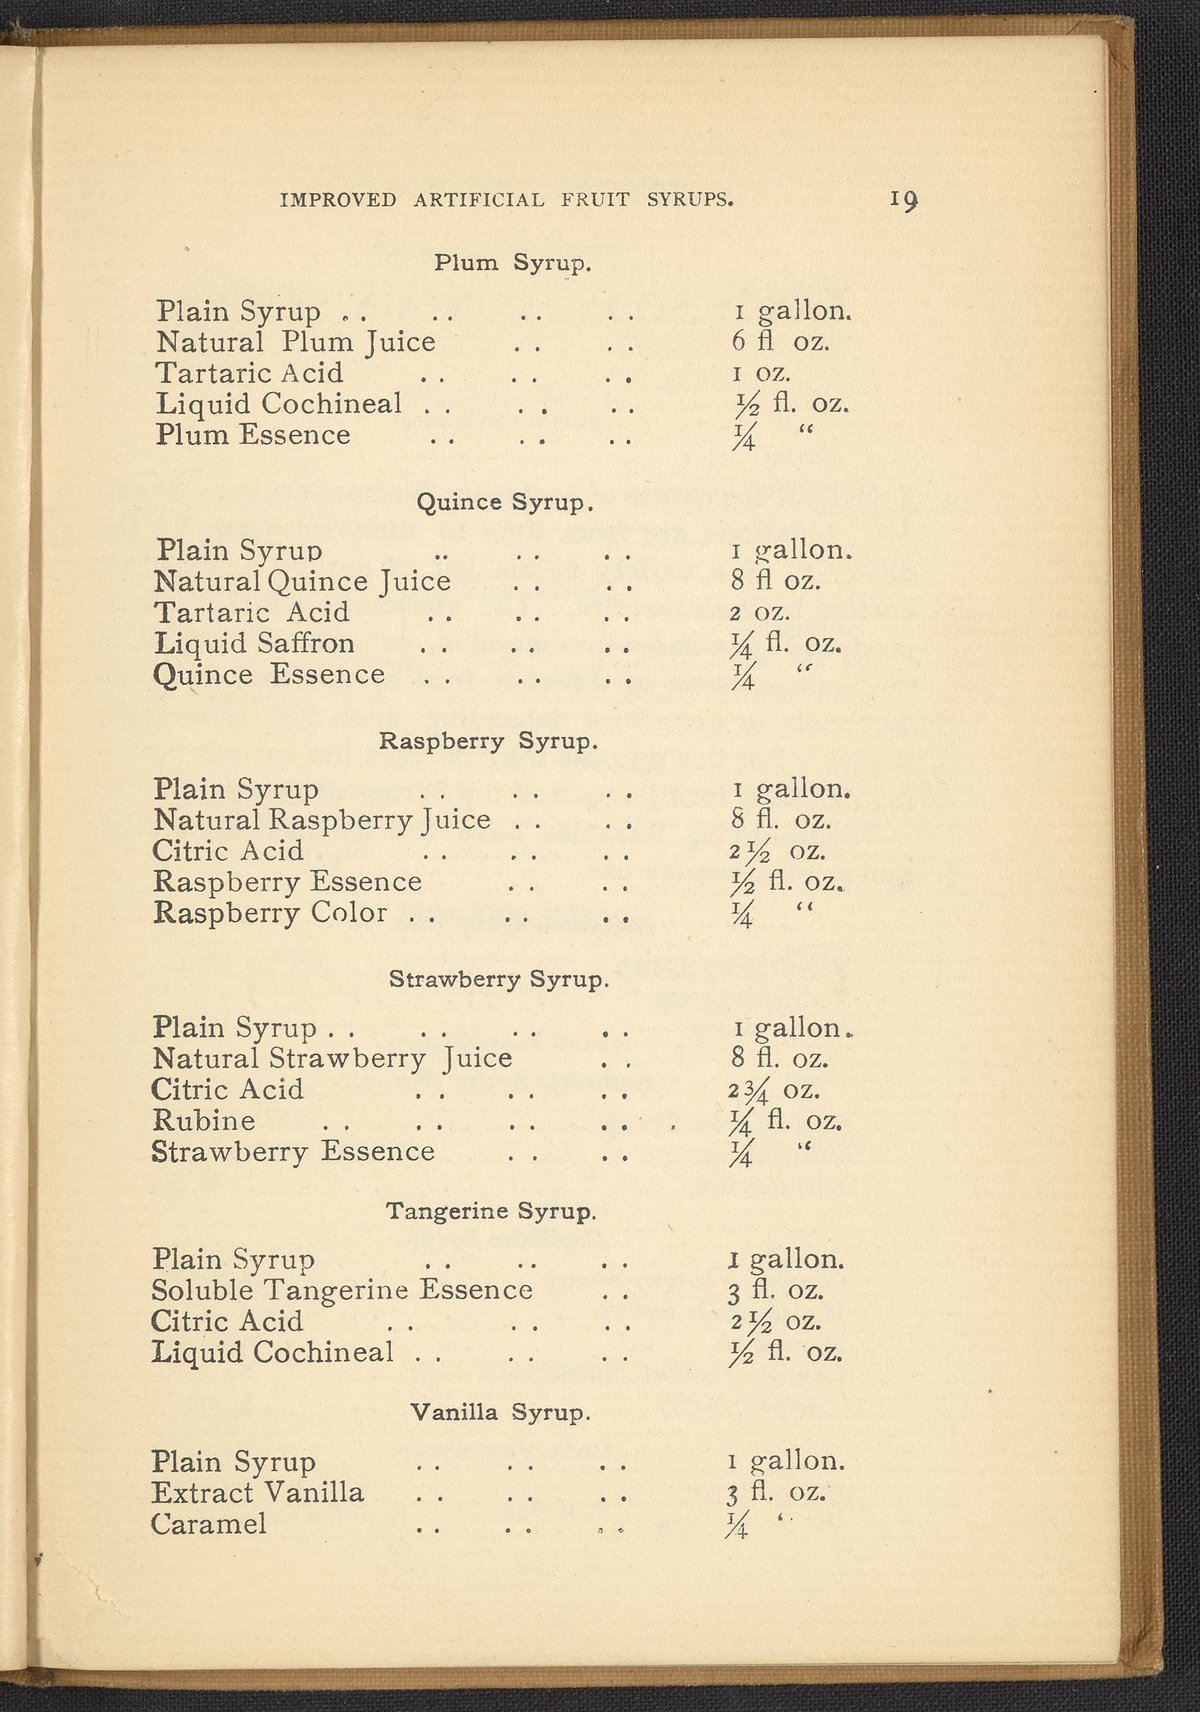 IMPROVED ARTIFICIAL FRUIT SYRUPS. 19
Plum Syrup.
Plain Syrup . . . . . . . . 1 gallon.
Natural Plum Juice . . . . 6 fl oz.
Tartaric Acid . . . . . . 1 oz.
Liquid Cochineal . . . . . . ½ fl. oz.
Plum Essence . . . . . . ¼ “
Quince Syrup.
Plain Syrup . . . . . . 1 gallon.
Natural Quince Juice . . . . 8 fl oz.
Tartaric Acid . . . . . . 2 oz.
Liquid Saffron . . . . . . ¼ fl. oz.
Quince Essence . . . . . . ¼ “
Raspberry Syrup.
Plain Syrup . . . . . . 1 gallon.
Natural Raspberry Juice . . . . 8 fl. oz.
Citric Acid . . . . . . 2½ oz.
Raspberry Essence . . . . ½ fl. oz.
Raspberry Color . . . . . . ¼ “
Strawberry Syrup.
Plain Syrup . . . . . . . . 1 gallon.
Natural Strawberry Juice . . 8 fl. oz.
Citric Acid . . . . . . 2¾ oz.
Rubine . . . . . . . . ¼ fl. oz.
Strawberry Essence . . . . ¼ “
Tangerine Syrup.
Plain Syrup . . . . . . 1 gallon.
Soluble Tangerine Essence . . 3 fl. oz.
Citric Acid . . . . . . 2½ oz.
Liquid Cochineal . . . . . . ½ fl. oz.
Vanilla Syrup.
Plain Syrup . . . . . . 1 gallon.
Extract Vanilla . . . . . . 3 fl. oz.
Caramel . . . . . . ¼ “